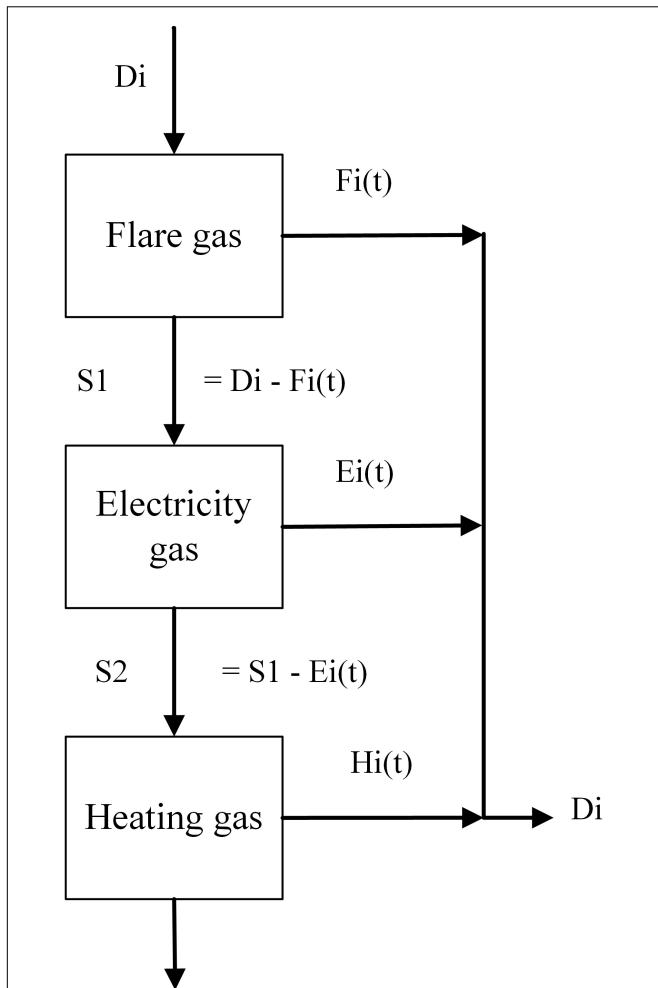 Di
Fi(t)
Flare gas
S1 = Di - Fi(t)
Ei(t)
Electricity
gas
S2 = S1 - Ei(t)
Hi(t)
Heating gas
Di